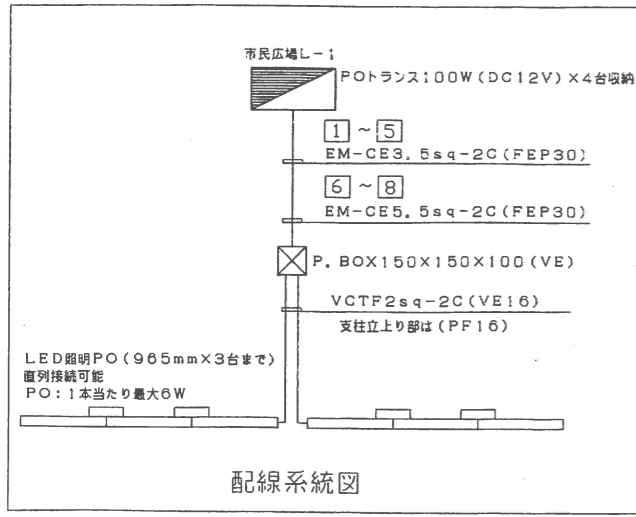 市民広場L-1
POトランス100W(DC12V)×4台収納
1～5
EM-CE3.5sq-2C(FEP30)
6～8
EM-CE5.5sq-2C(FEP30)
P.BOX150×150×100(VE)
VCTF2sq-2C(VE16)
支柱立上り部は(PF16)
LED照明PO(965mm×3台まで)
直列接続可能
PO:1本当たり最大6W
配線系統図